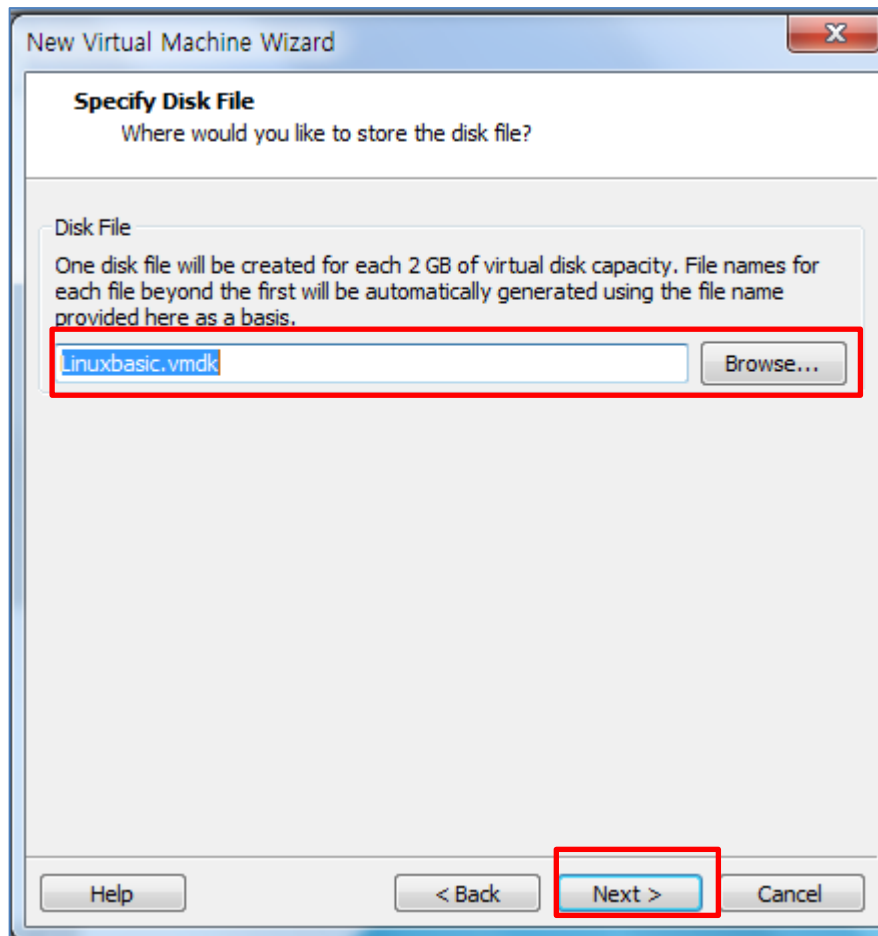 New Virtual Machine Wizard
Specify Disk File
Where would you like to store the disk file?
Disk File
One disk file will be created for each 2 GB of virtual disk capacity. File names for
each file beyond the first will be automatically generated using the file name
provided here as a basis.
Linuxbasic.vmdk
Browse...
Help
< Back
Next >
Cancel